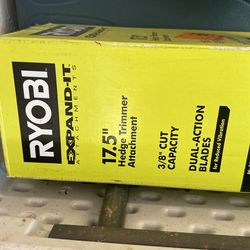 RYOBI
EXPAND-IT
ATTACHMENTS
17.5"
Hedge Trimmer
Attachment
3/8" CUT
CAPACITY
DUAL-ACTION
BLADES
for Reduced Vibration